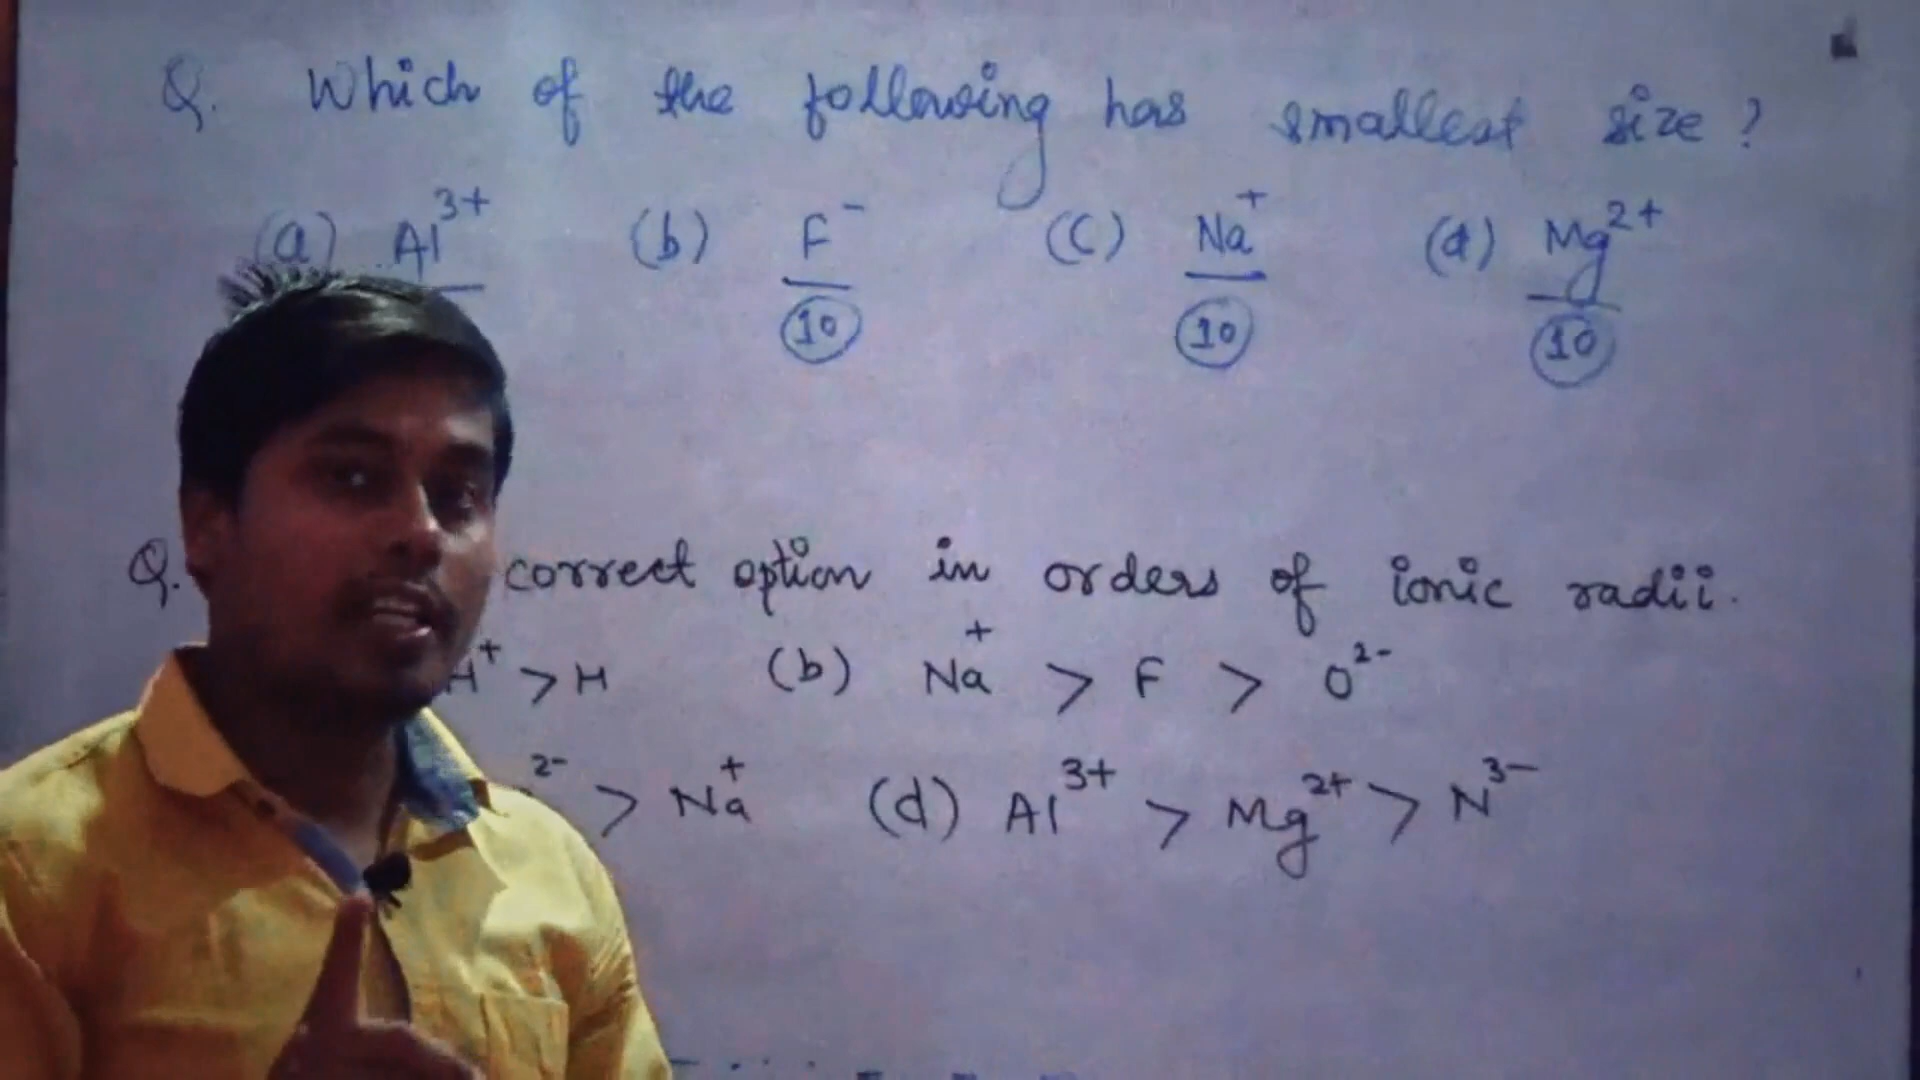 Q. Which of the following has smallest size ?
(a) Al³⁺ (b) F⁻ (c) Na⁺ (d) Mg²⁺
10 10 10
Q. correct option in orders of ionic radii.
H⁺ > H (b) Na⁺ > F > O²⁻
²⁻ > Na⁺ (d) Al³⁺ > Mg²⁺ > N³⁻